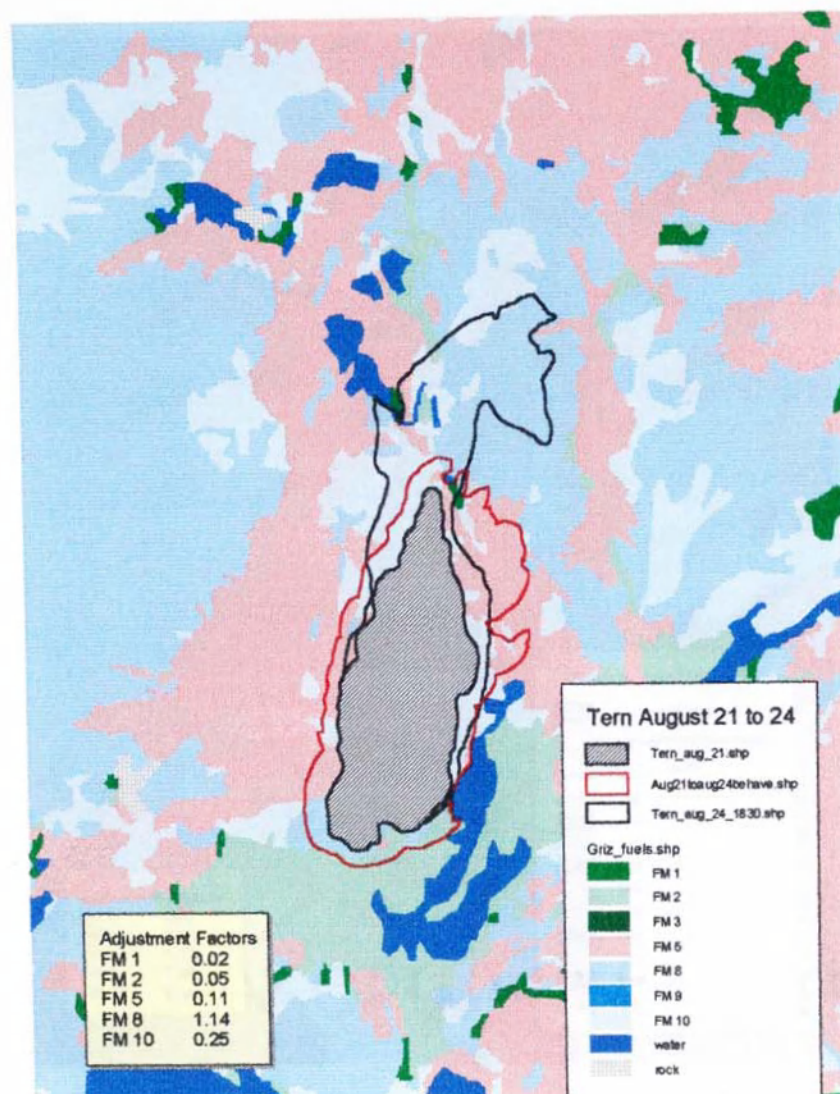 Tern August 21 to 24
Tern_aug_21.shp
Aug21toaug24behave.shp
Tern_aug_24_1830.shp
Griz_fuels.shp
FM 1
FM 2
FM 3
FM 5
FM 8
FM 9
FM 10
water
rock
Adjustment Factors
FM 1 0.02
FM 2 0.05
FM 5 0.11
FM 8 1.14
FM 10 0.25